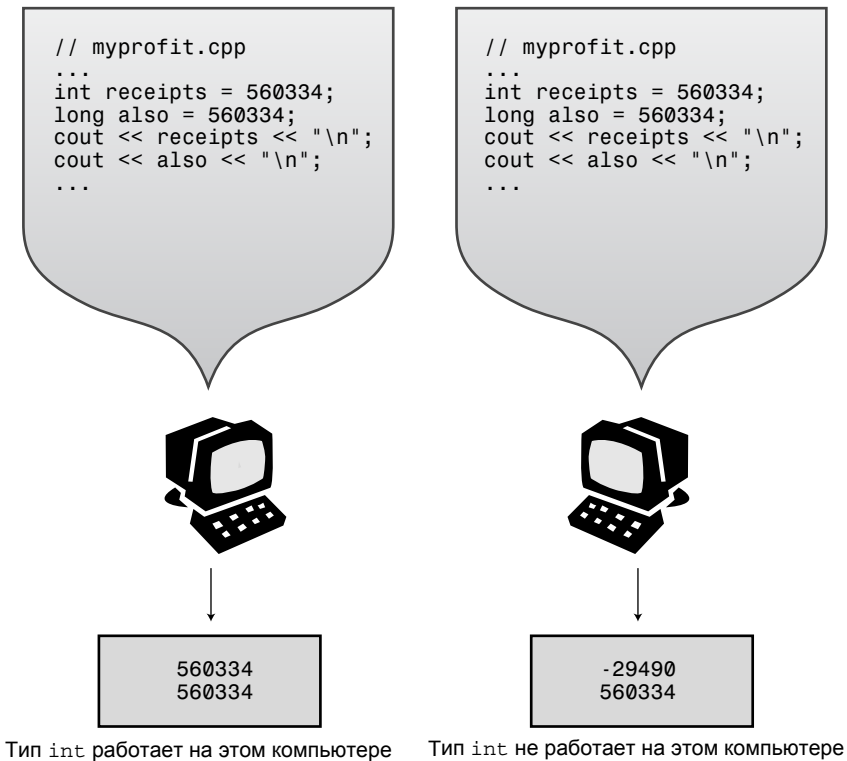 // myprofit.cpp
...
int receipts = 560334;
long also = 560334;
cout << receipts << "\n";
cout << also << "\n";
...
// myprofit.cpp
...
int receipts = 560334;
long also = 560334;
cout << receipts << "\n";
cout << also << "\n";
...
560334
560334
-29490
560334
Тип int работает на этом компьютере
Тип int не работает на этом компьютере